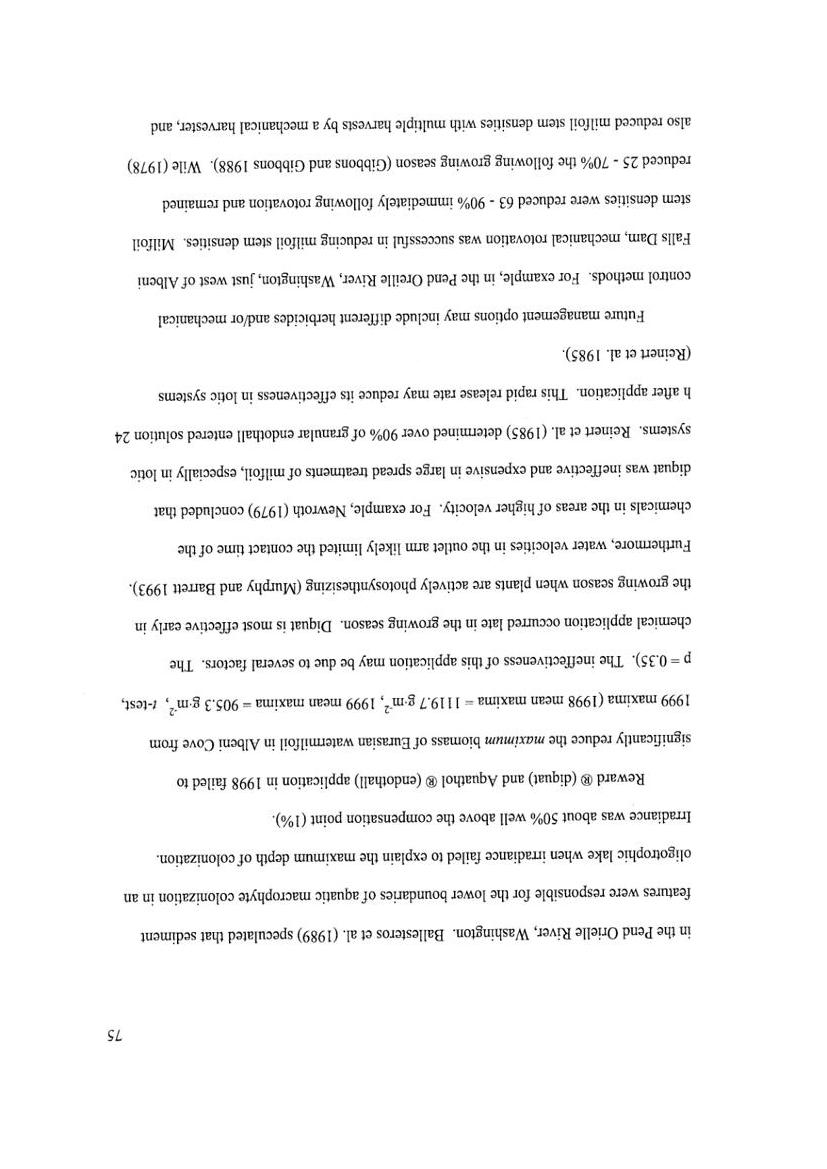 75
in the Pend Orielle River, Washington.  Ballesteros et al. (1989) speculated that sediment
features were responsible for the lower boundaries of aquatic macrophyte colonization in an
oligotrophic lake when irradiance failed to explain the maximum depth of colonization.
Irradiance was about 50% well above the compensation point (1%).
Reward ® (diquat) and Aquathol ® (endothall) application in 1998 failed to
significantly reduce the maximum biomass of Eurasian watermilfoil in Albeni Cove from
1999 maxima (1998 mean maxima = 1119.7 g·m⁻², 1999 mean maxima = 905.3 g·m⁻², t-test,
p = 0.35).  The ineffectiveness of this application may be due to several factors.  The
chemical application occurred late in the growing season.  Diquat is most effective early in
the growing season when plants are actively photosynthesizing (Murphy and Barrett 1993).
Furthermore, water velocities in the outlet arm likely limited the contact time of the
chemicals in the areas of higher velocity.  For example, Newroth (1979) concluded that
diquat was ineffective and expensive in large spread treatments of milfoil, especially in lotic
systems.  Reinert et al. (1985) determined over 90% of granular endothall entered solution 24
h after application.  This rapid release rate may reduce its effectiveness in lotic systems
(Reinert et al. 1985).
Future management options may include different herbicides and/or mechanical
control methods.  For example, in the Pend Oreille River, Washington, just west of Albeni
Falls Dam, mechanical rotovation was successful in reducing milfoil stem densities.  Milfoil
stem densities were reduced 63 - 90% immediately following rotovation and remained
reduced 25 - 70% the following growing season (Gibbons and Gibbons 1988).  Wile (1978)
also reduced milfoil stem densities with multiple harvests by a mechanical harvester, and